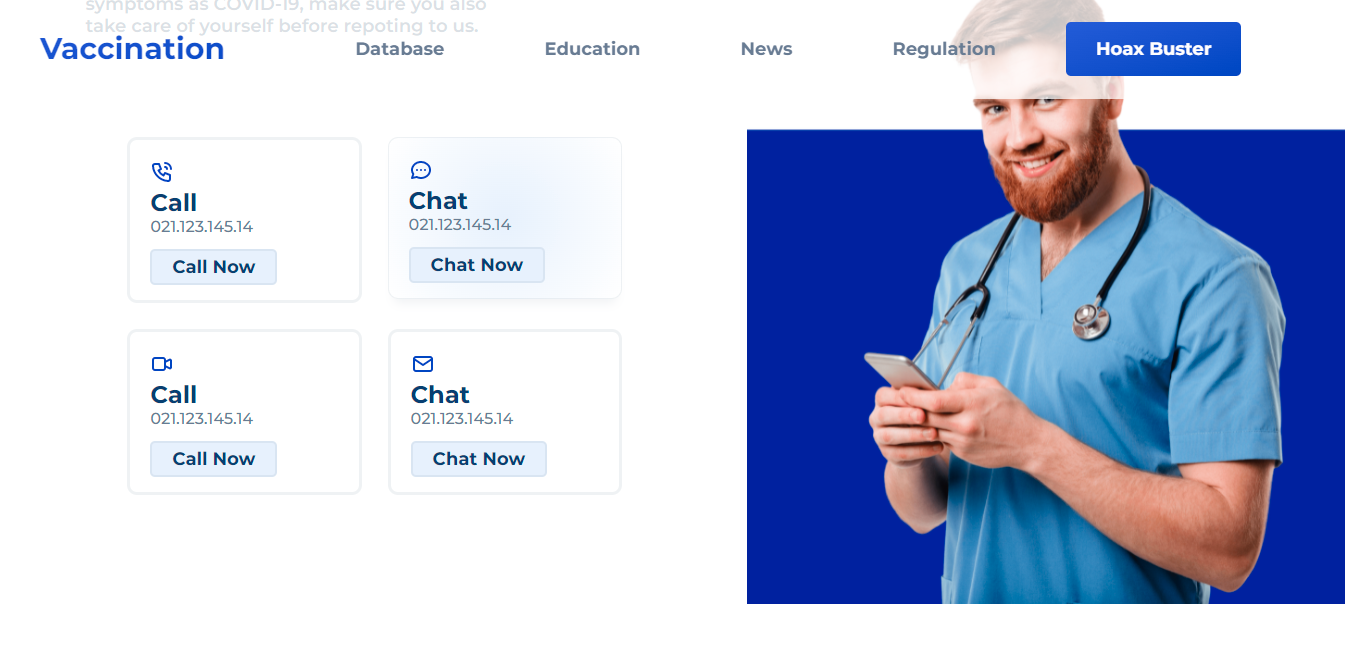 symptoms as COVID-19, make sure you also
take care of yourself before repoting to us.
Vaccination
Database
Education
News
Regulation
Hoax Buster
Call
021.123.145.14
Call Now
Chat
021.123.145.14
Chat Now
Call
021.123.145.14
Call Now
Chat
021.123.145.14
Chat Now